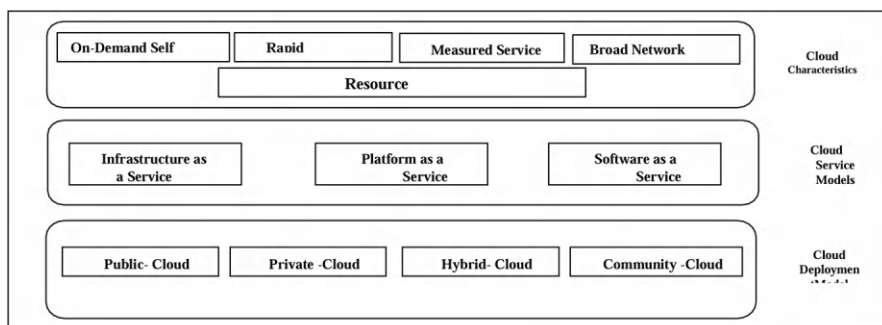 On-Demand Self
Rapid
Measured Service
Broad Network
Resource
Cloud
Characteristics
Infrastructure as
a Service
Platform as a
Service
Software as a
Service
Cloud
Service
Models
Public- Cloud
Private -Cloud
Hybrid- Cloud
Community -Cloud
Cloud
Deploymen
tModel